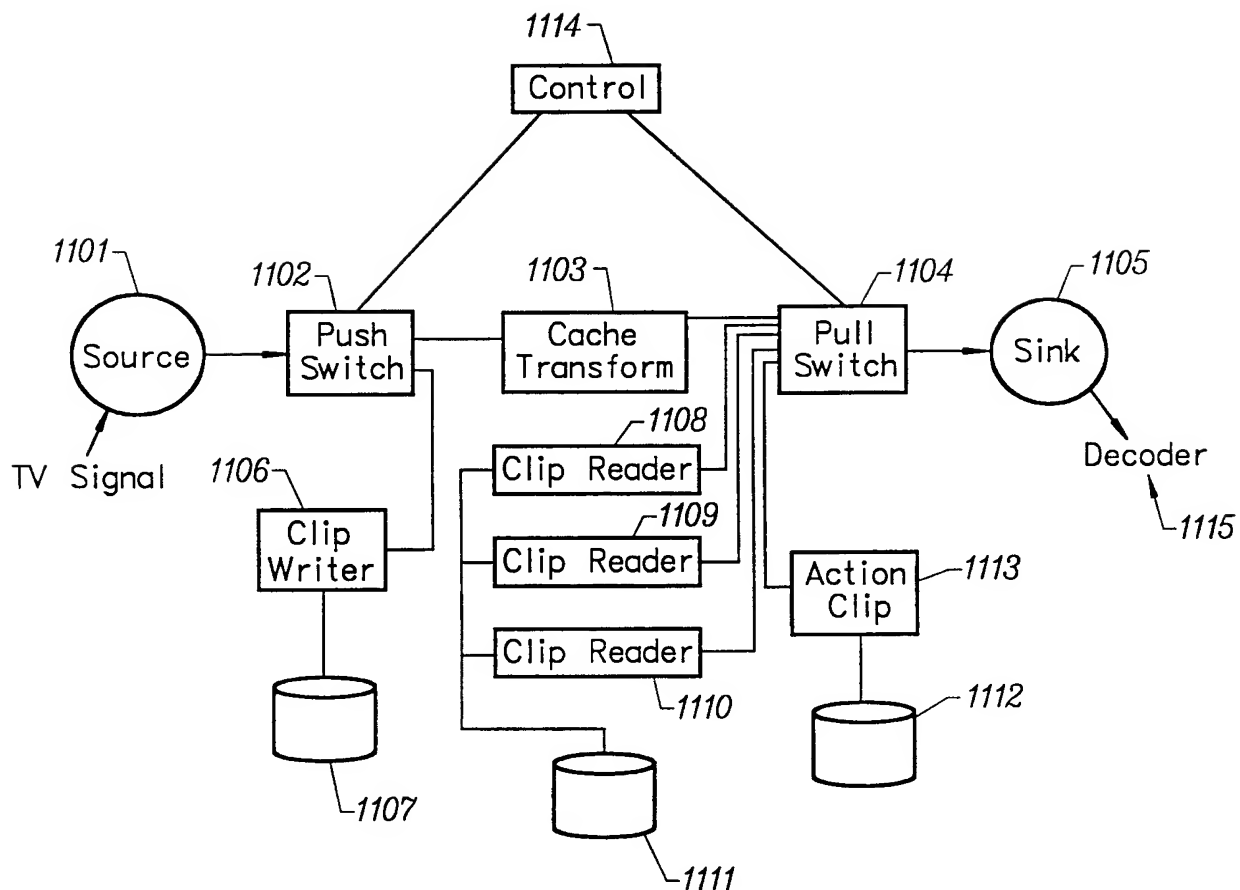 1114
Control
1101
Source
TV Signal
1102
Push
Switch
1103
Cache
Transform
1104
Pull
Switch
1105
Sink
Decoder
1115
1106
Clip
Writer
1107
1108
Clip Reader
1109
Clip Reader
Clip Reader
1110
1111
Action
Clip
1113
1112